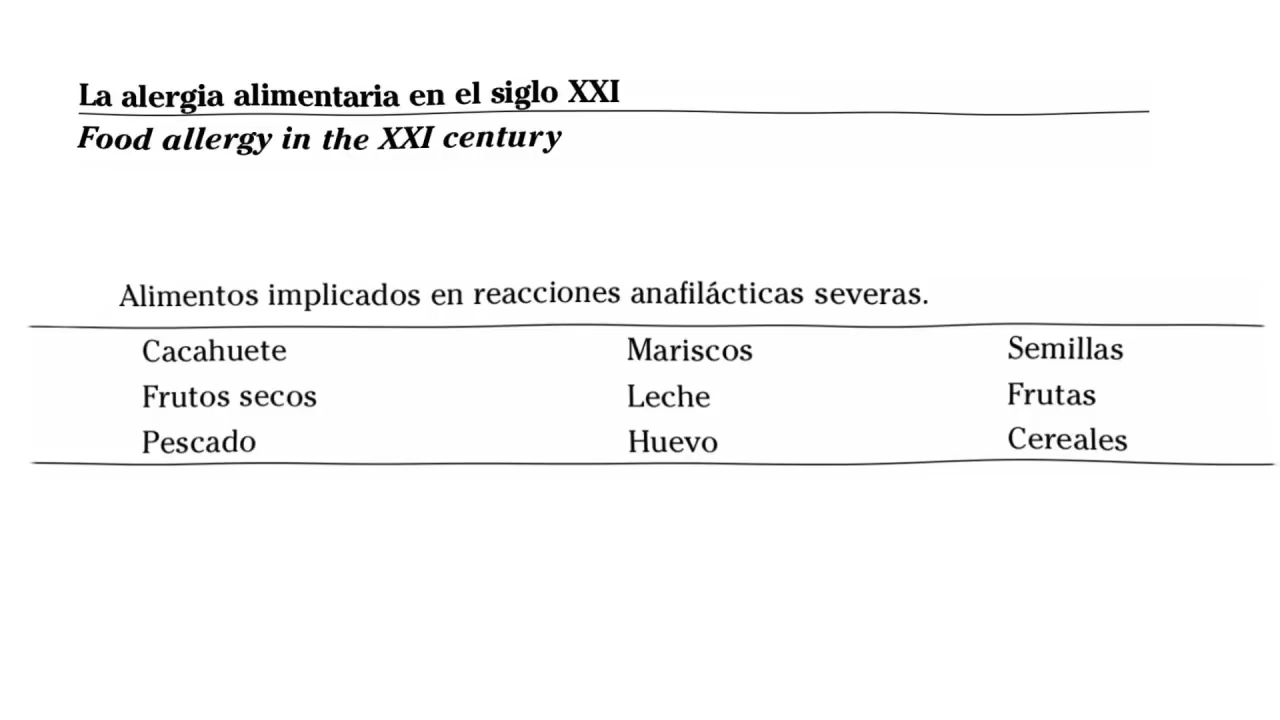 La alergia alimentaria en el siglo XXI
Food allergy in the XXI century
Alimentos implicados en reacciones anafilácticas severas.
Cacahuete Mariscos Semillas
Frutos secos Leche Frutas
Pescado Huevo Cereales